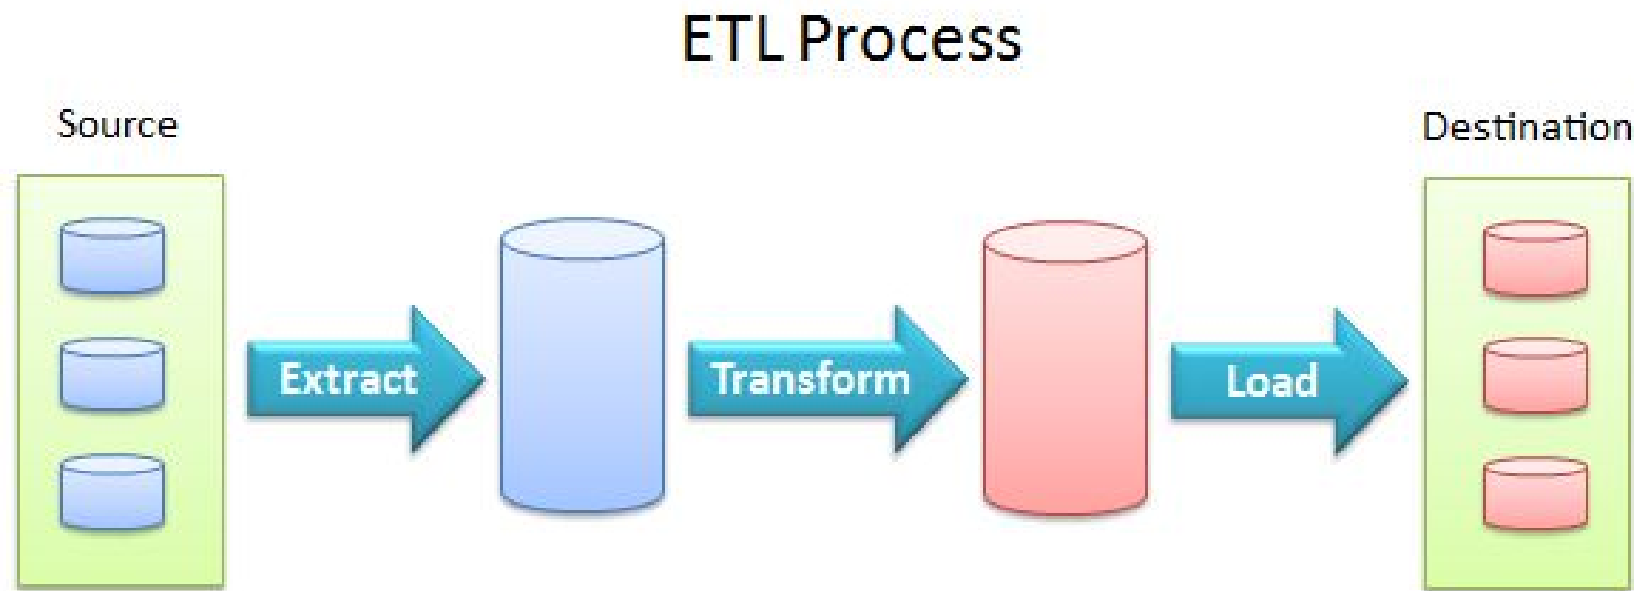 ETL Process
Source
Destination
Extract
Transform
Load